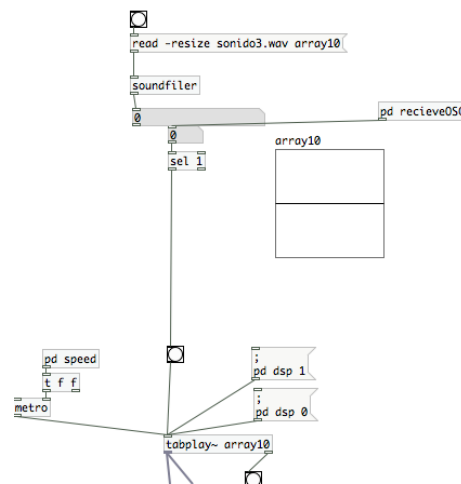 read -resize sonido3.wav array10
soundfiler
0
pd recieveOSC
0
sel 1
array10
;
pd dsp 1
pd speed
t f f
;
pd dsp 0
metro
tabplay~ array10